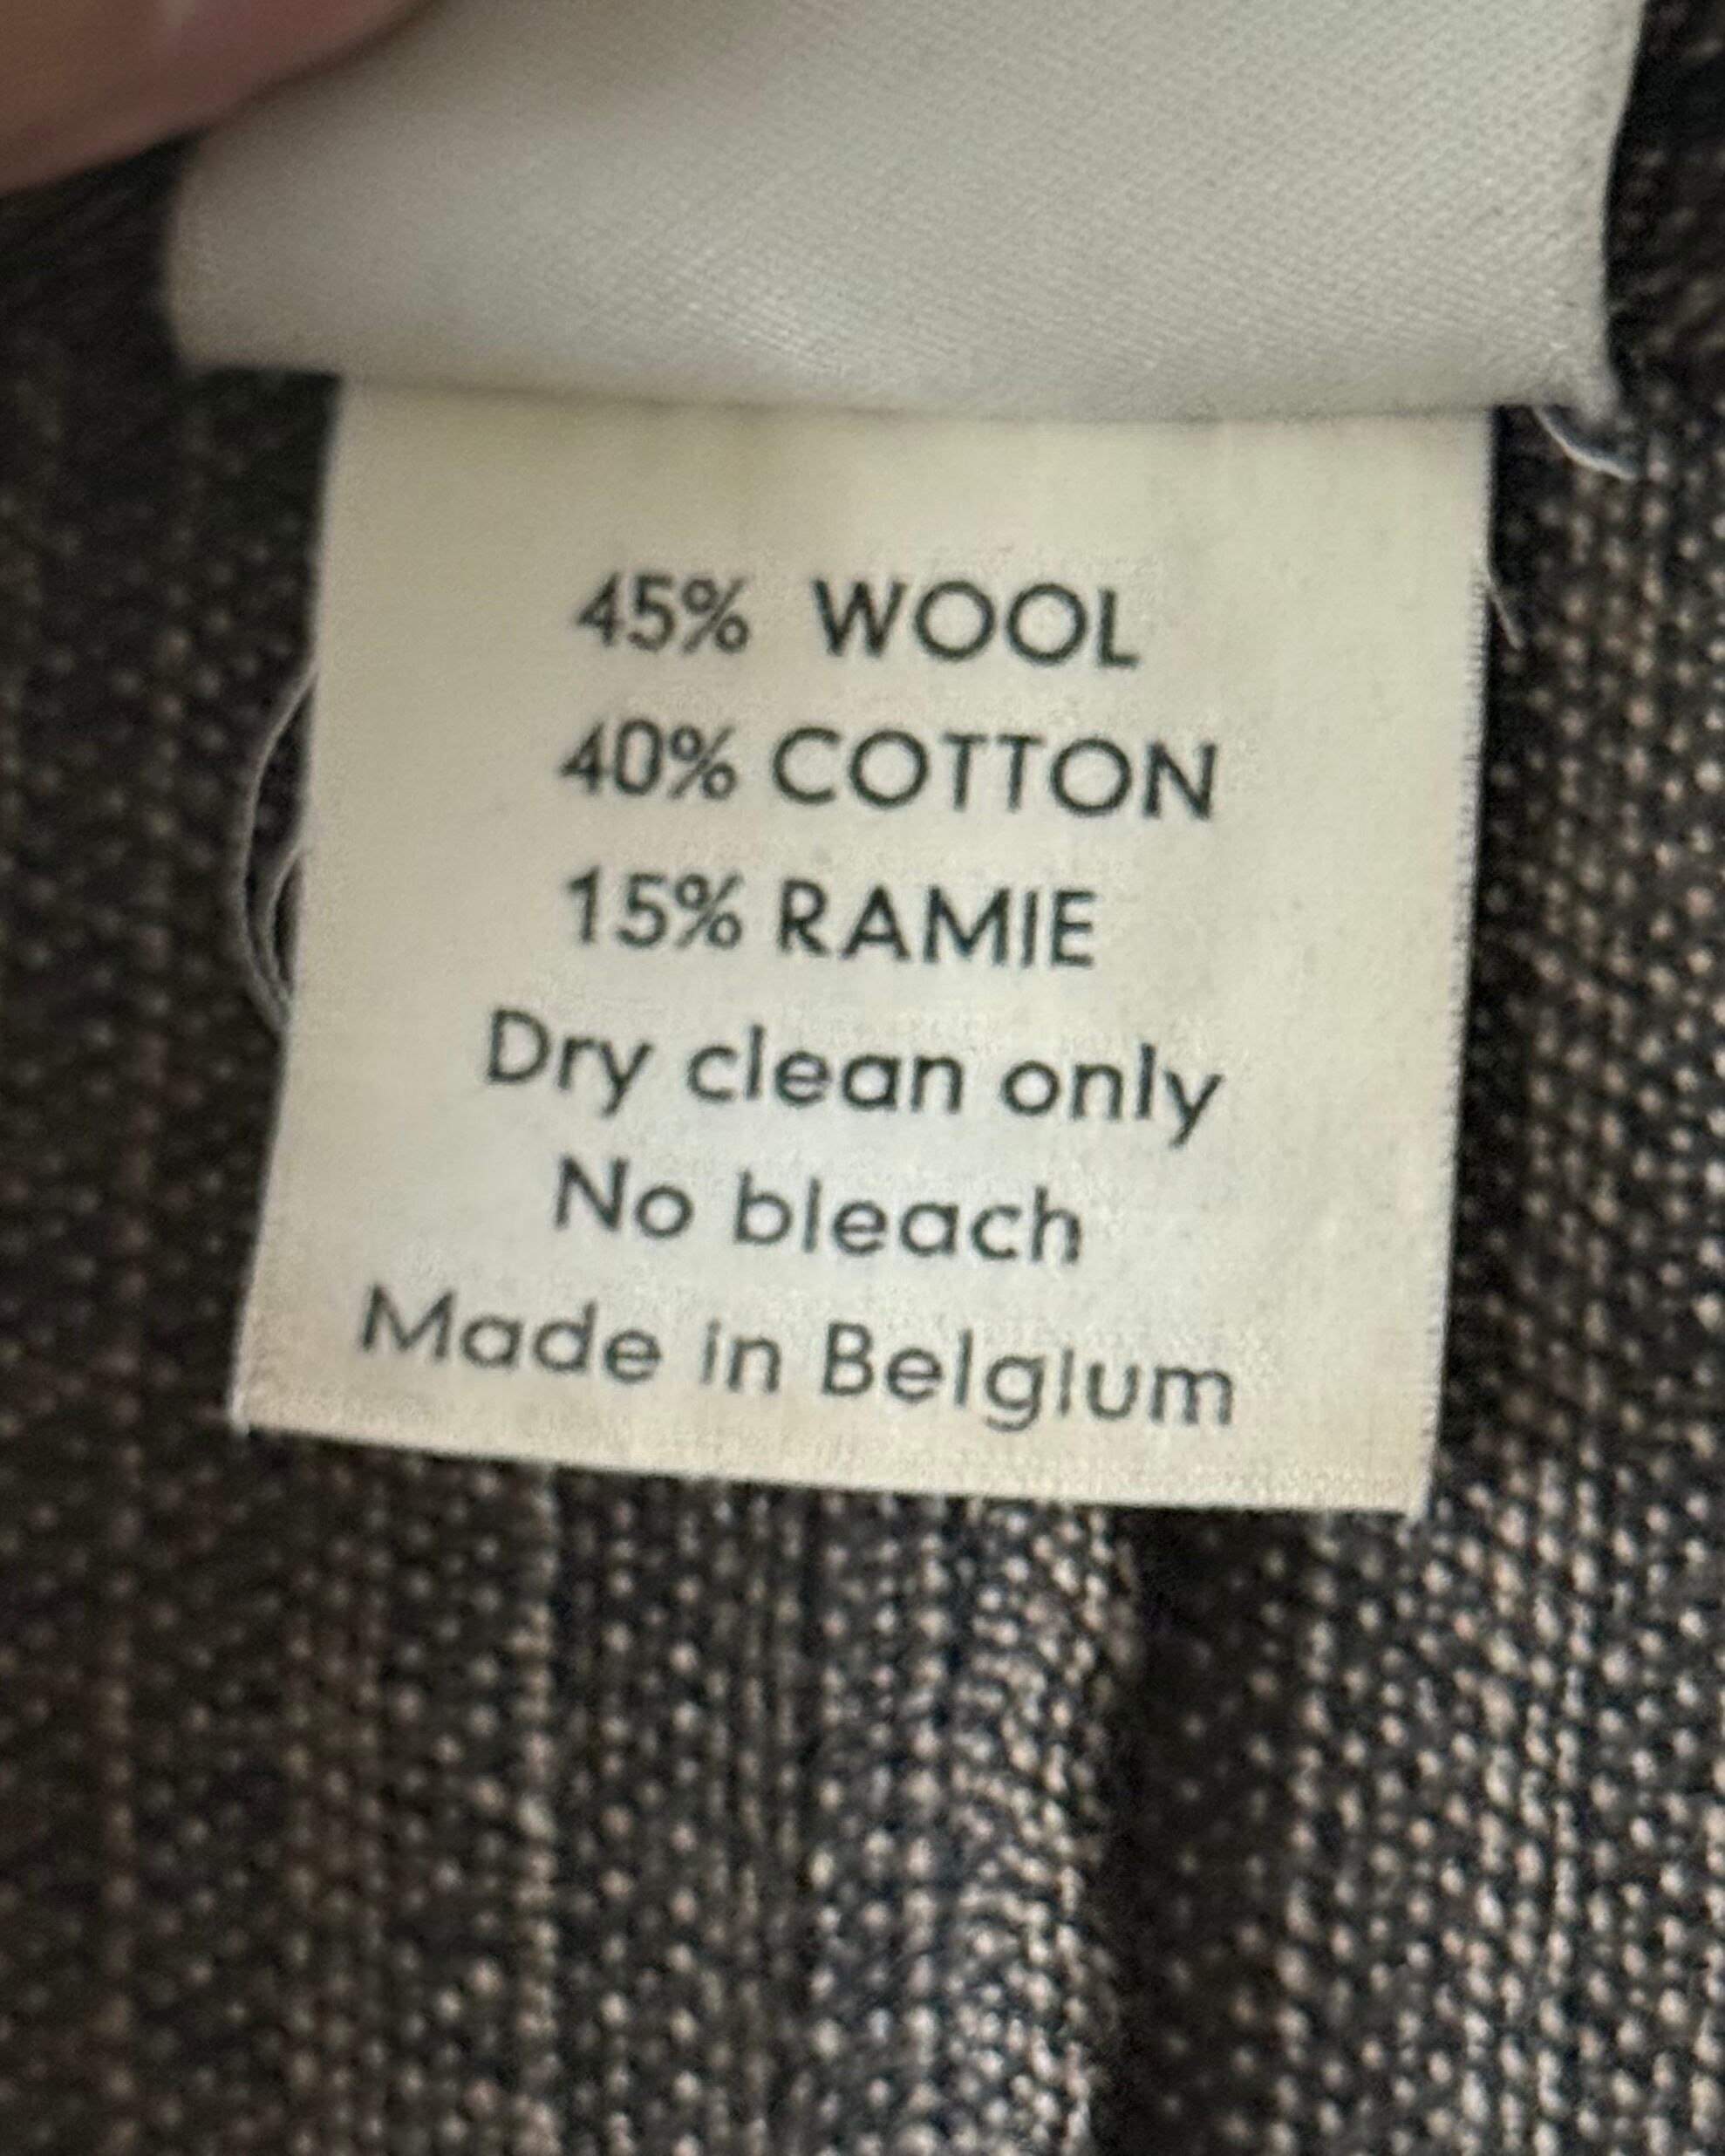 45% WOOL
40% COTTON
15% RAMIE
Dry clean only
No bleach
Made in Belgium